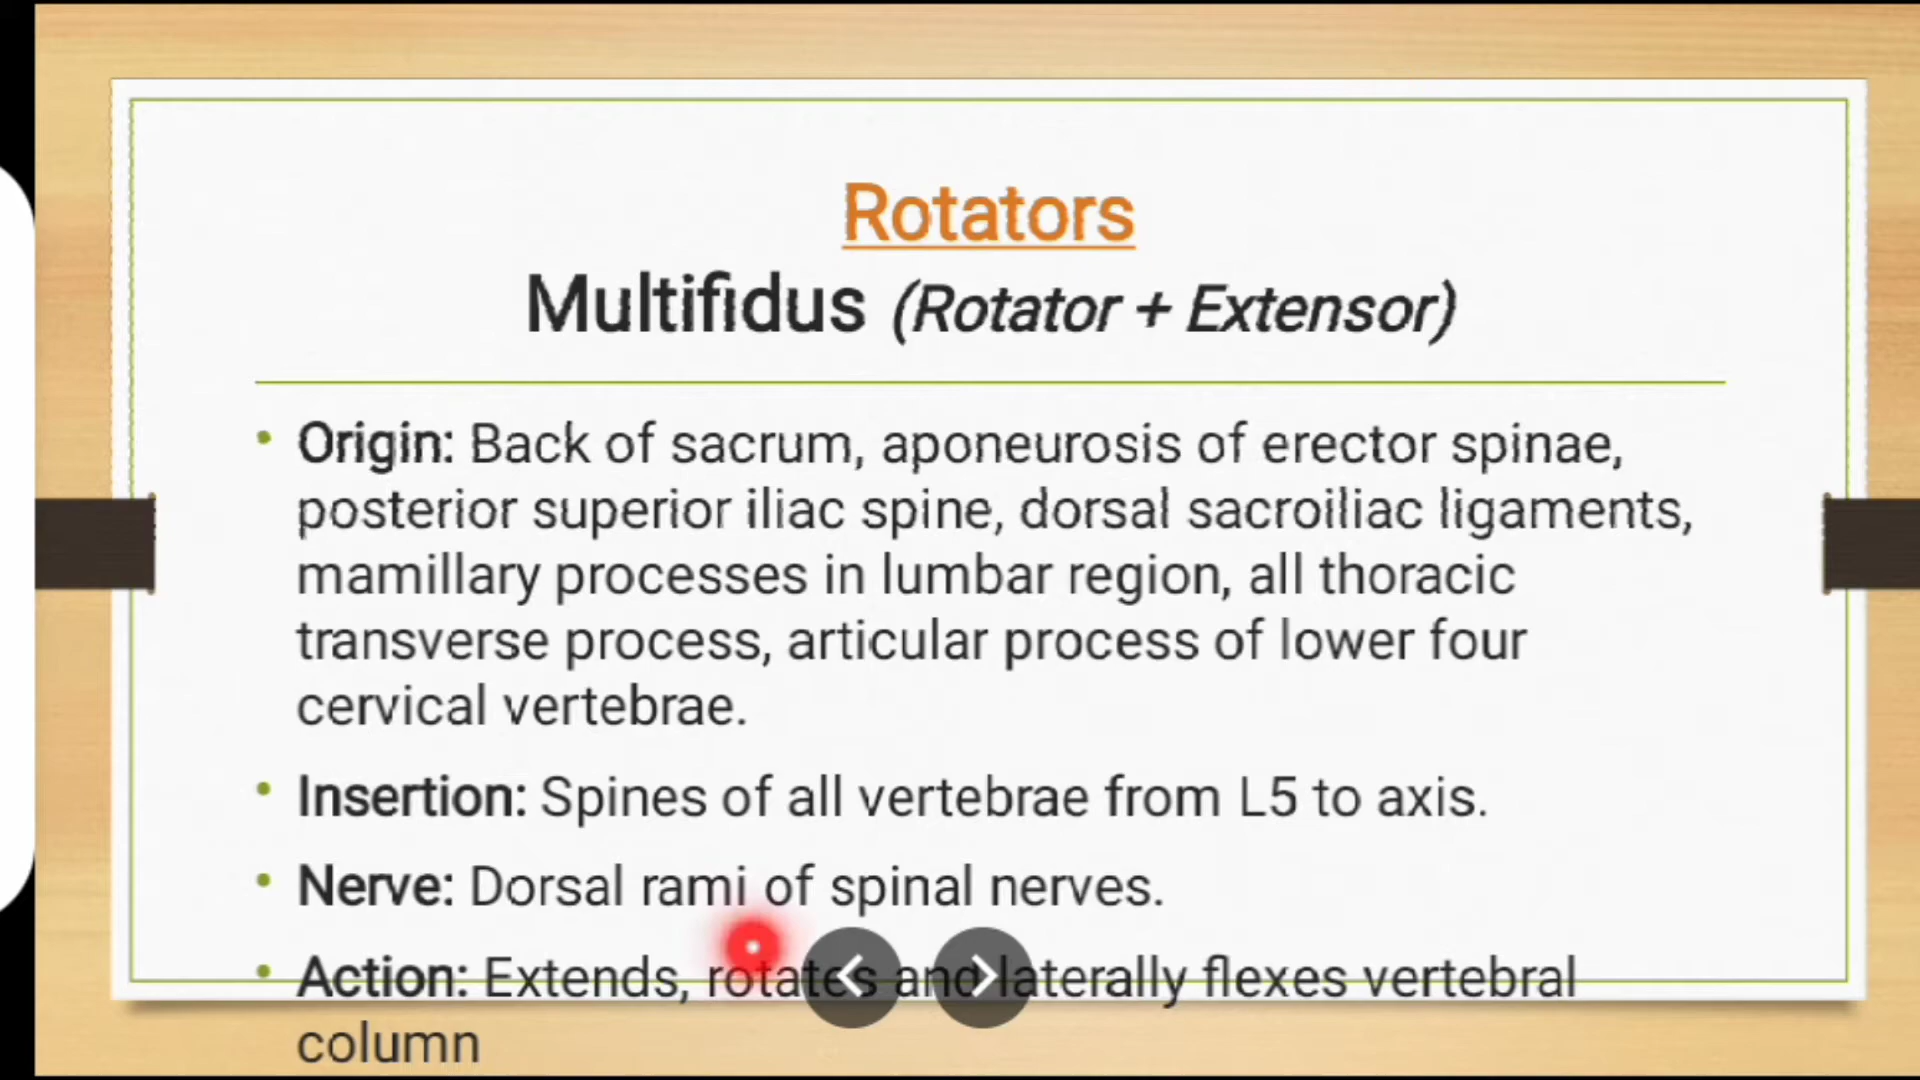 Rotators
Multifidus (Rotator + Extensor)
• Origin: Back of sacrum, aponeurosis of erector spinae,
posterior superior iliac spine, dorsal sacroiliac ligaments,
mamillary processes in lumbar region, all thoracic
transverse process, articular process of lower four
cervical vertebrae.
• Insertion: Spines of all vertebrae from L5 to axis.
• Nerve: Dorsal rami of spinal nerves.
• Action: Extends, rotates and laterally flexes vertebral
column